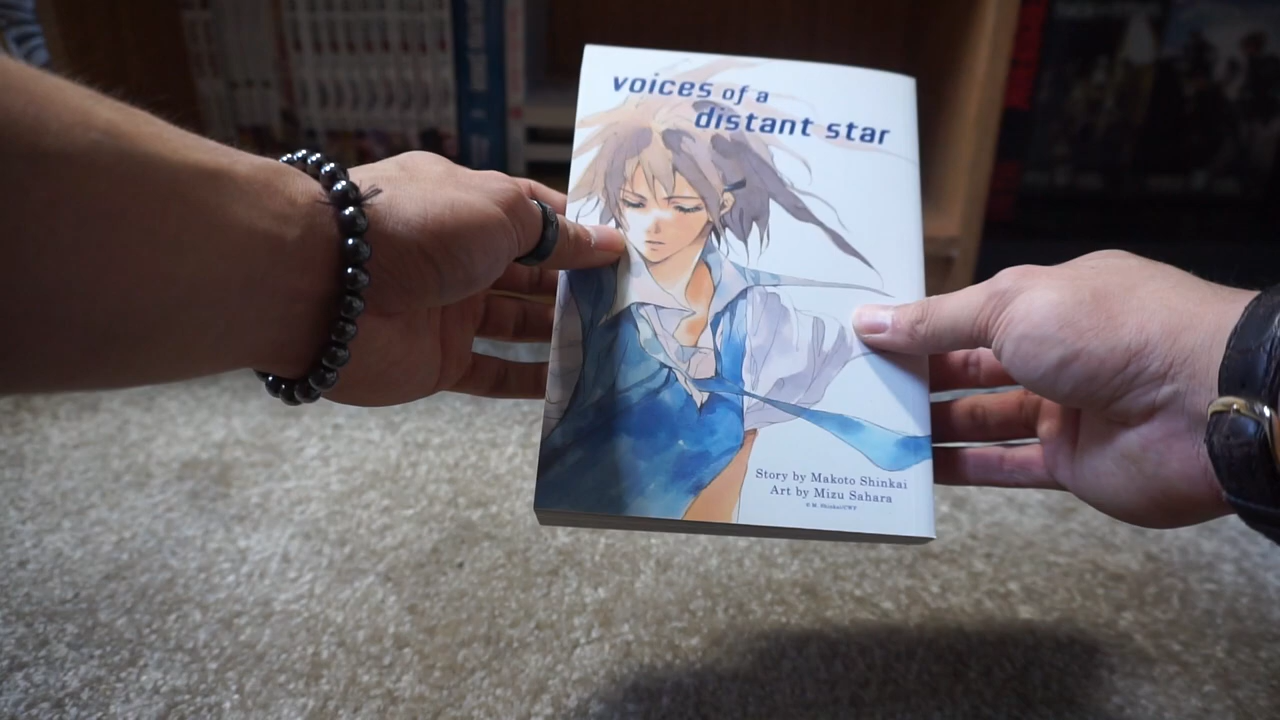 voices of a
distant star
Story by Makoto Shinkai
Art by Mizu Sahara